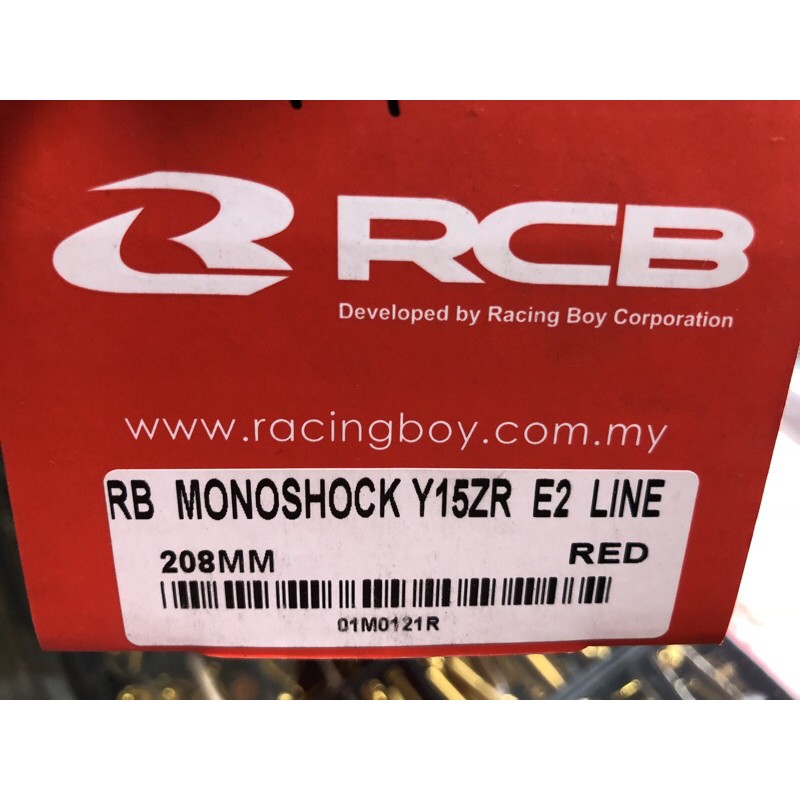 RCB
Developed by Racing Boy Corporation
www.racingboy.com.my
RB MONOSHOCK Y15ZR E2 LINE
208MM RED
01M0121R